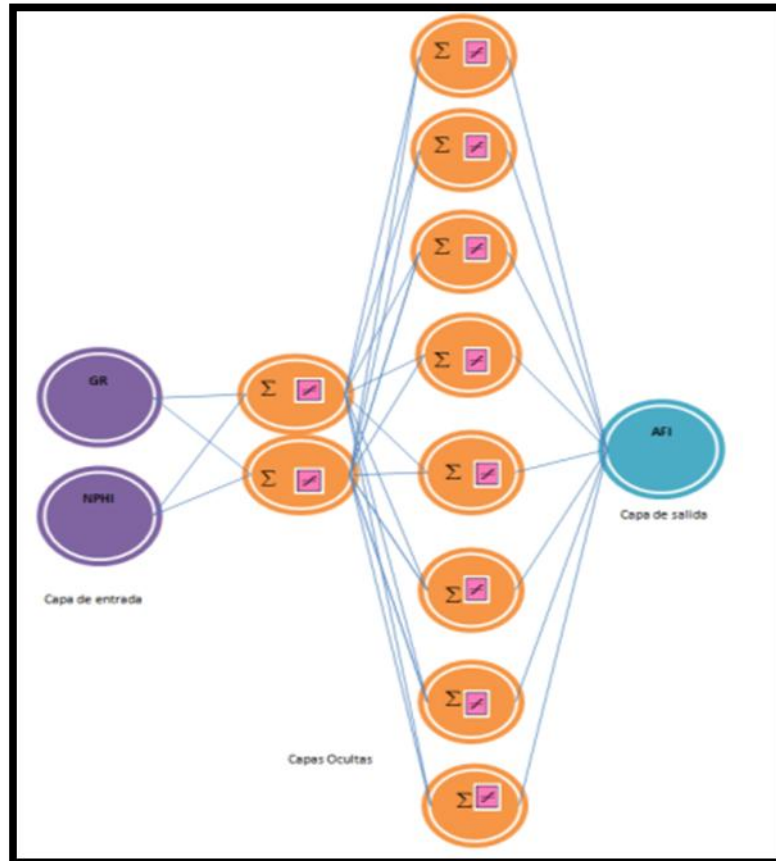 Σ
Σ
Σ
GR
Σ
Σ
AFI
NPHI
Σ
Σ
Capa de salida
Capa de entrada
Σ
Σ
Capas Ocultas
Σ